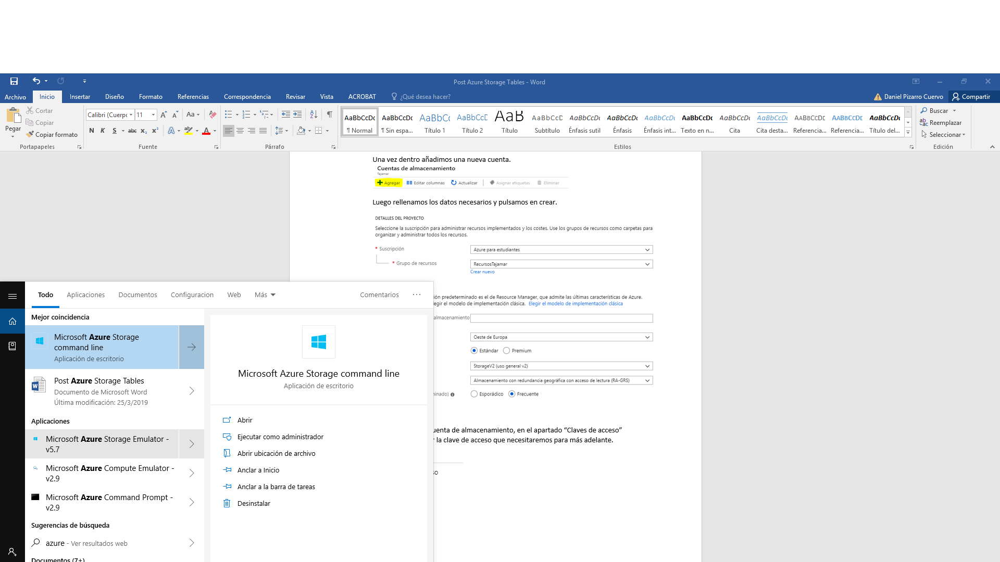 Post Azure Storage Tables - Word
Archivo Inicio Insertar Diseño Formato Referencias Correspondencia Revisar Vista ACROBAT ¿Qué desea hacer? Daniel Pizarro Cuervo Compartir
Pegar
Cortar
Copiar
Copiar formato
Portapapeles
Calibri (Cuerpo 11
Aa
N K S abc x₂ x²
A A
Fuente
Párrafo
AaBbCcDc AaBbCcDc AaBbCc AaBbCcD AaB AaBbCcD AaBbCcDc AaBbCcDc AaBbCcDc AaBbCcDc AaBbCcDc AaBbCcDc AABBCCDD AABBCCDD AaBbCcDc
¶ Normal ¶ Sin espa... Título 1 Título 2 Título Subtítulo Énfasis sutil Énfasis Énfasis int... Texto en n... Cita Cita desta... Referencia... Referencia... Título del...
Estilos
Buscar
Reemplazar
Seleccionar
Edición
Una vez dentro añadimos una nueva cuenta.
Cuentas de almacenamiento
Tajamar
Agregar Editar columnas Actualizar Asignar etiquetas Eliminar
Luego rellenamos los datos necesarios y pulsamos en crear.
DETALLES DEL PROYECTO
Seleccione la suscripción para administrar recursos implementados y los costes. Use los grupos de recursos como carpetas para
organizar y administrar todos los recursos.
* Suscripción Azure para estudiantes
* Grupo de recursos RecursosTajamar
Crear nuevo
ión predeterminado es el de Resource Manager, que admite las últimas características de Azure.
legir el modelo de implementación clásica. Elegir el modelo de implementación clásica
almacenamiento
Oeste de Europa
Estándar Premium
StorageV2 (uso general v2)
Almacenamiento con redundancia geográfica con acceso de lectura (RA-GRS)
inado) Esporádico Frecuente
uenta de almacenamiento, en el apartado “Claves de acceso”
r la clave de acceso que necesitaremos para más adelante.
so
Todo Aplicaciones Documentos Configuracion Web Más Comentarios ...
Mejor coincidencia
Microsoft Azure Storage
command line
Aplicación de escritorio
Post Azure Storage Tables
Documento de Microsoft Word
Última modificación: 25/3/2019
Aplicaciones
Microsoft Azure Storage Emulator -
v5.7
Microsoft Azure Compute Emulator -
v2.9
Microsoft Azure Command Prompt -
v2.9
Sugerencias de búsqueda
azure - Ver resultados web
Documentos (7+)
Microsoft Azure Storage command line
Aplicación de escritorio
Abrir
Ejecutar como administrador
Abrir ubicación de archivo
Anclar a Inicio
Anclar a la barra de tareas
Desinstalar